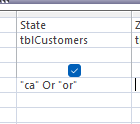 State
tblCustomers
"ca" Or "or"